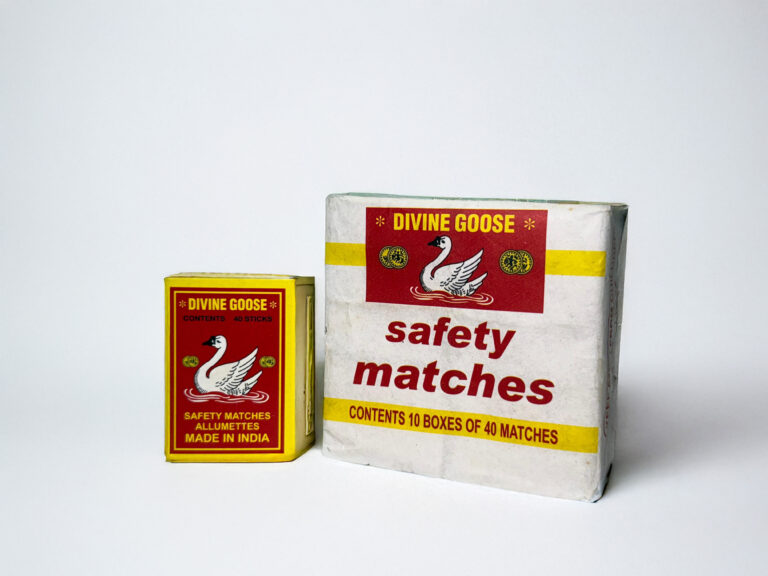 * DIVINE GOOSE *
CONTENTS 40 STICKS
SAFETY MATCHES
ALLUMETTES
MADE IN INDIA
* DIVINE GOOSE *
safety
matches
CONTENTS 10 BOXES OF 40 MATCHES